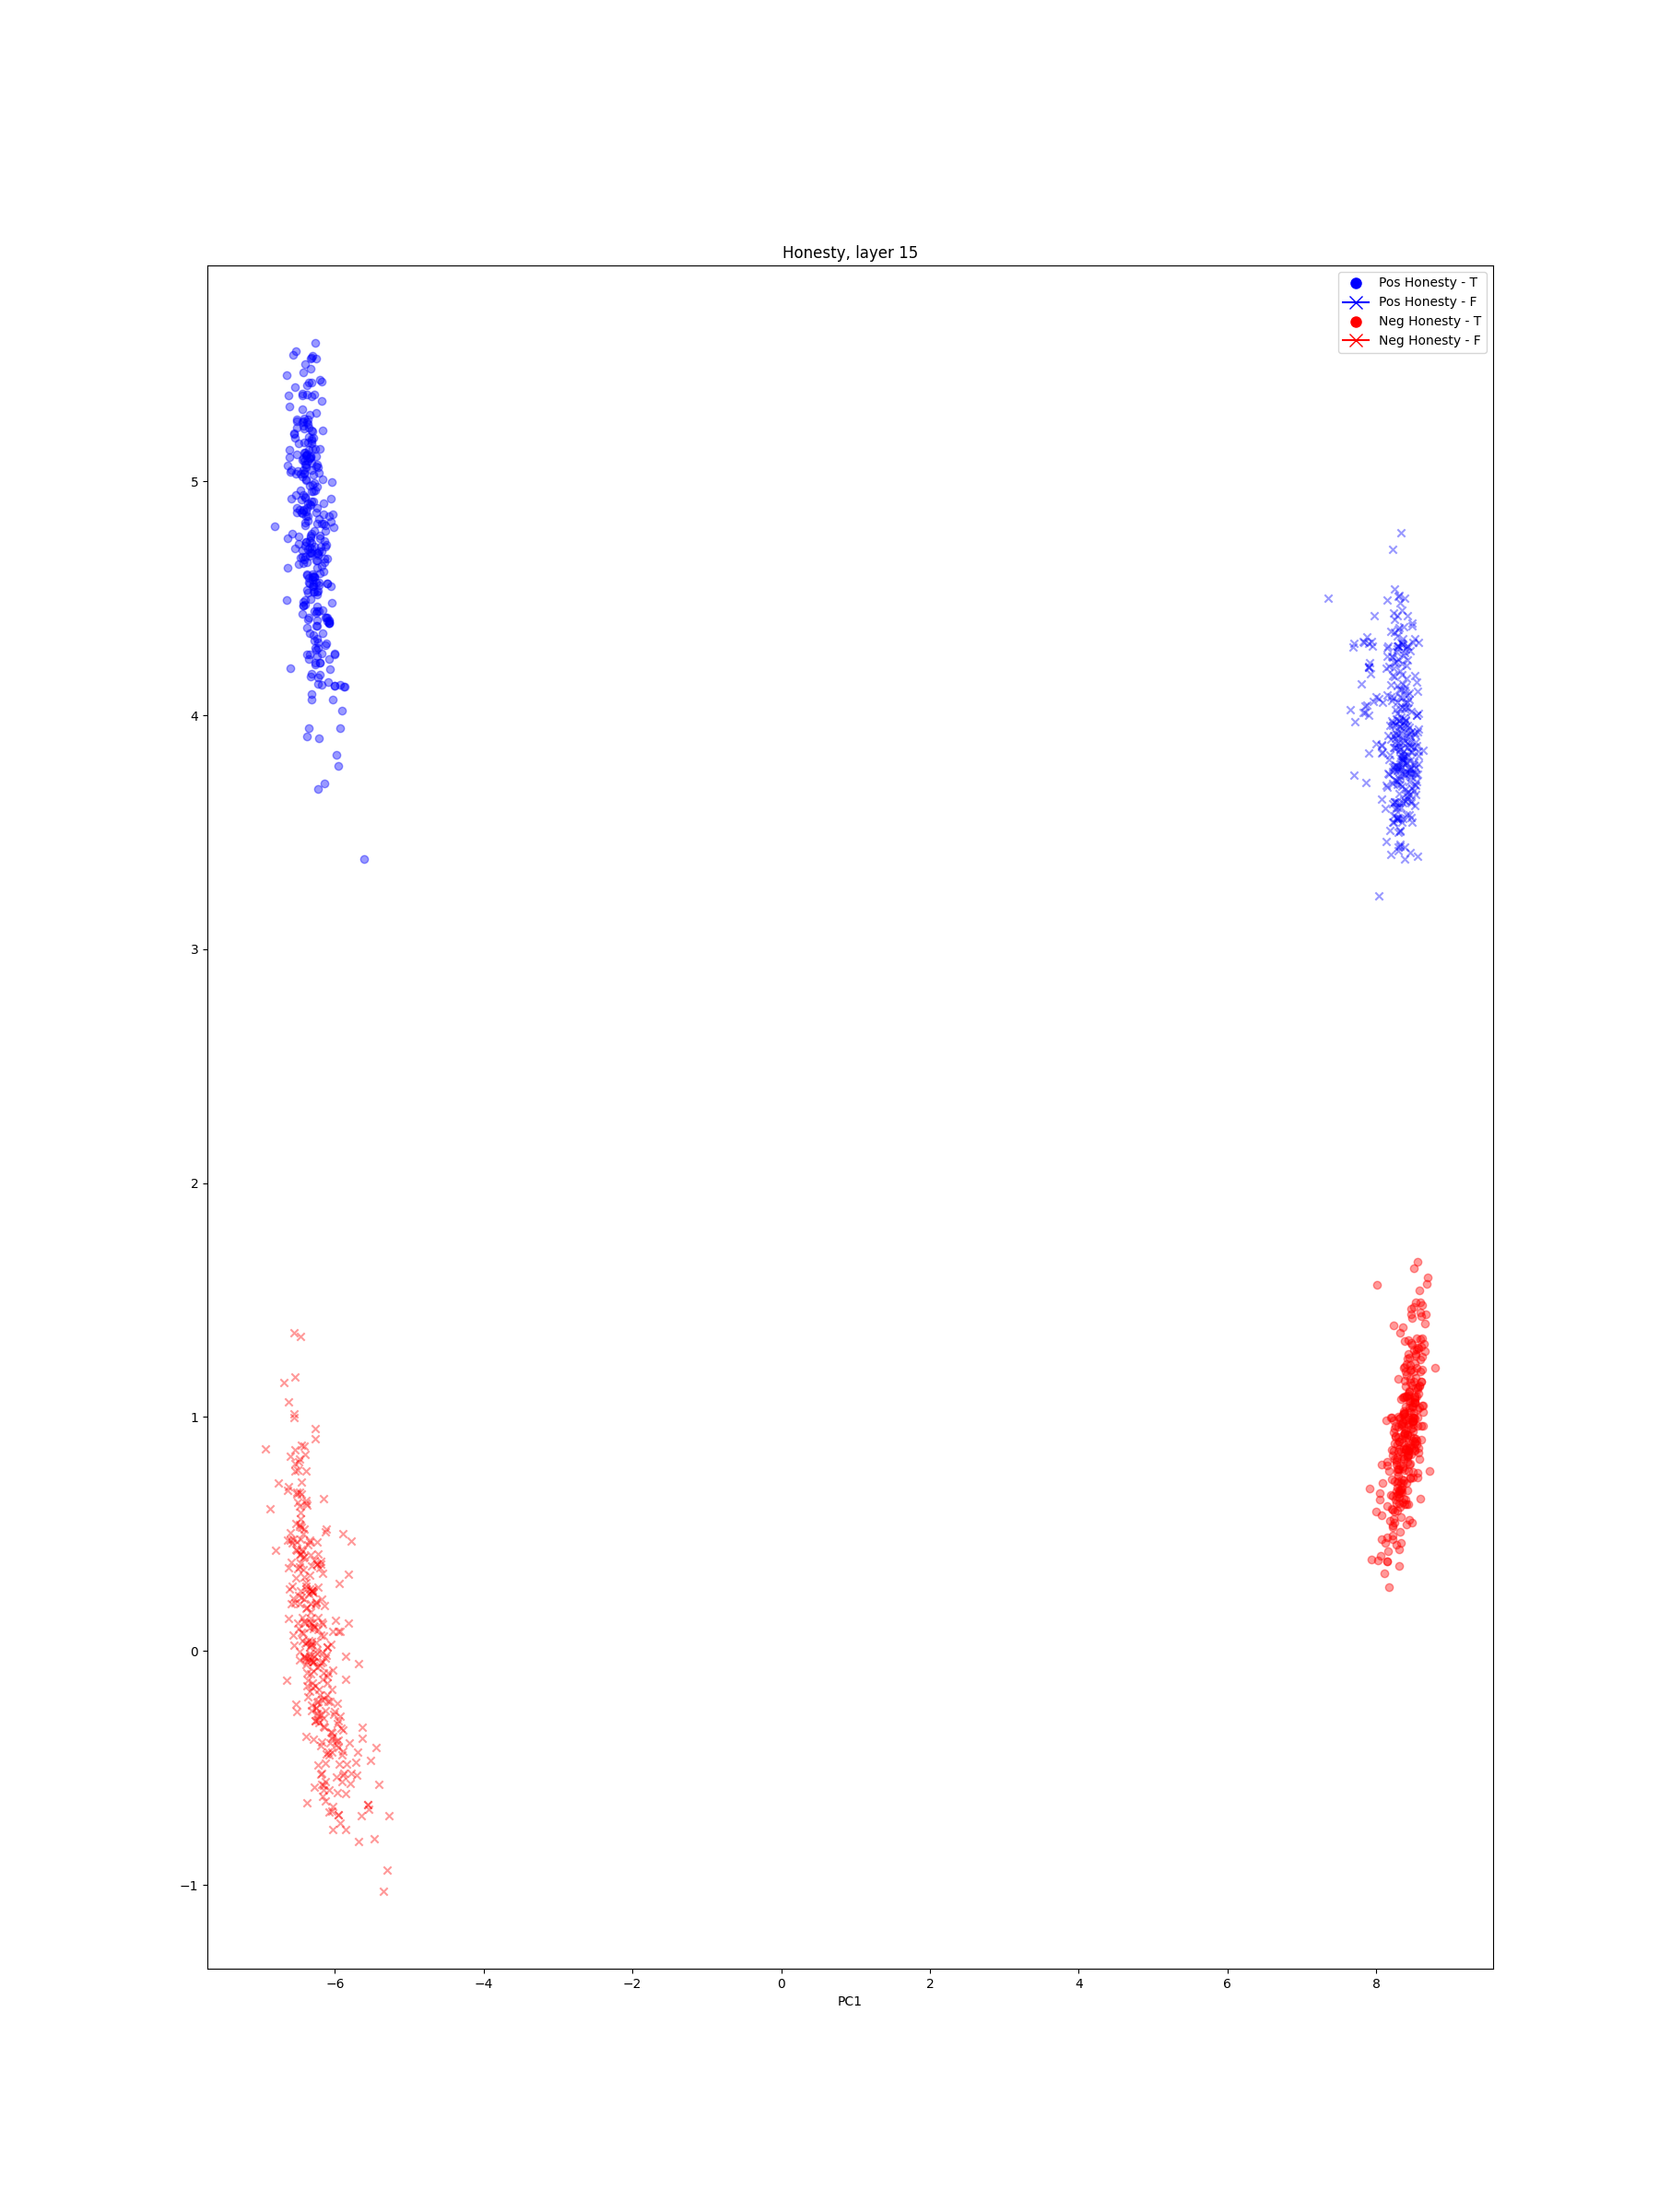 Honesty, layer 15
Pos Honesty - T
Pos Honesty - F
Neg Honesty - T
Neg Honesty - F
5
4
3
2
1
0
−1
−6 −4 −2 0 2 4 6 8
PC1